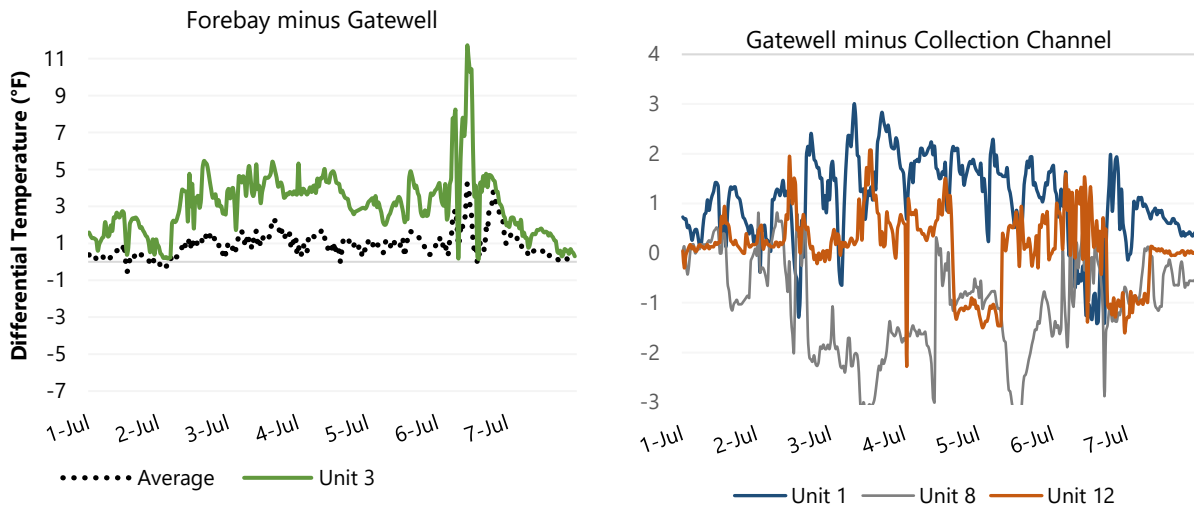 Forebay minus Gatewell
Differential Temperature (°F)
11
9
7
5
3
1
-1
-3
-5
-7
1-Jul 2-Jul 3-Jul 4-Jul 5-Jul 6-Jul 7-Jul
Average Unit 3
Gatewell minus Collection Channel
4
3
2
1
0
-1
-2
-3
1-Jul 2-Jul 3-Jul 4-Jul 5-Jul 6-Jul 7-Jul
Unit 1 Unit 8 Unit 12